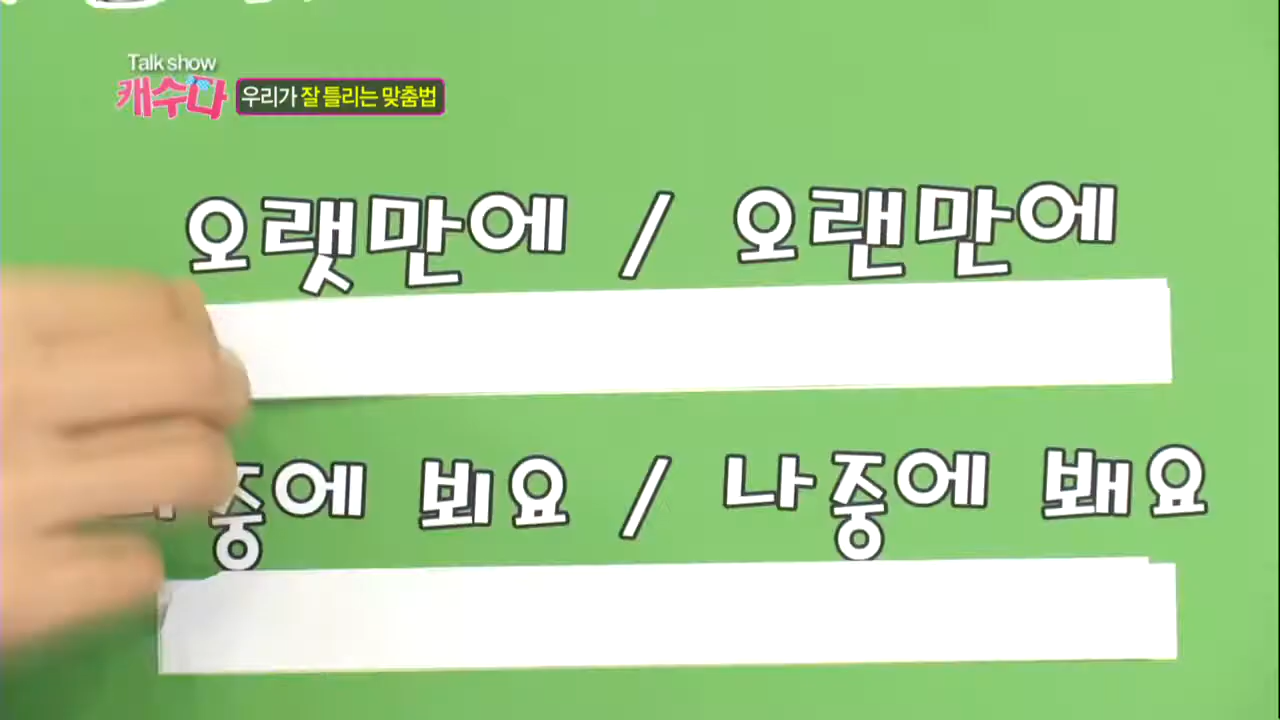 Talk show
캐수다 우리가 잘 틀리는 맞춤법
오랫만에 / 오랜만에
중에 뵈요 / 나중에 봬요